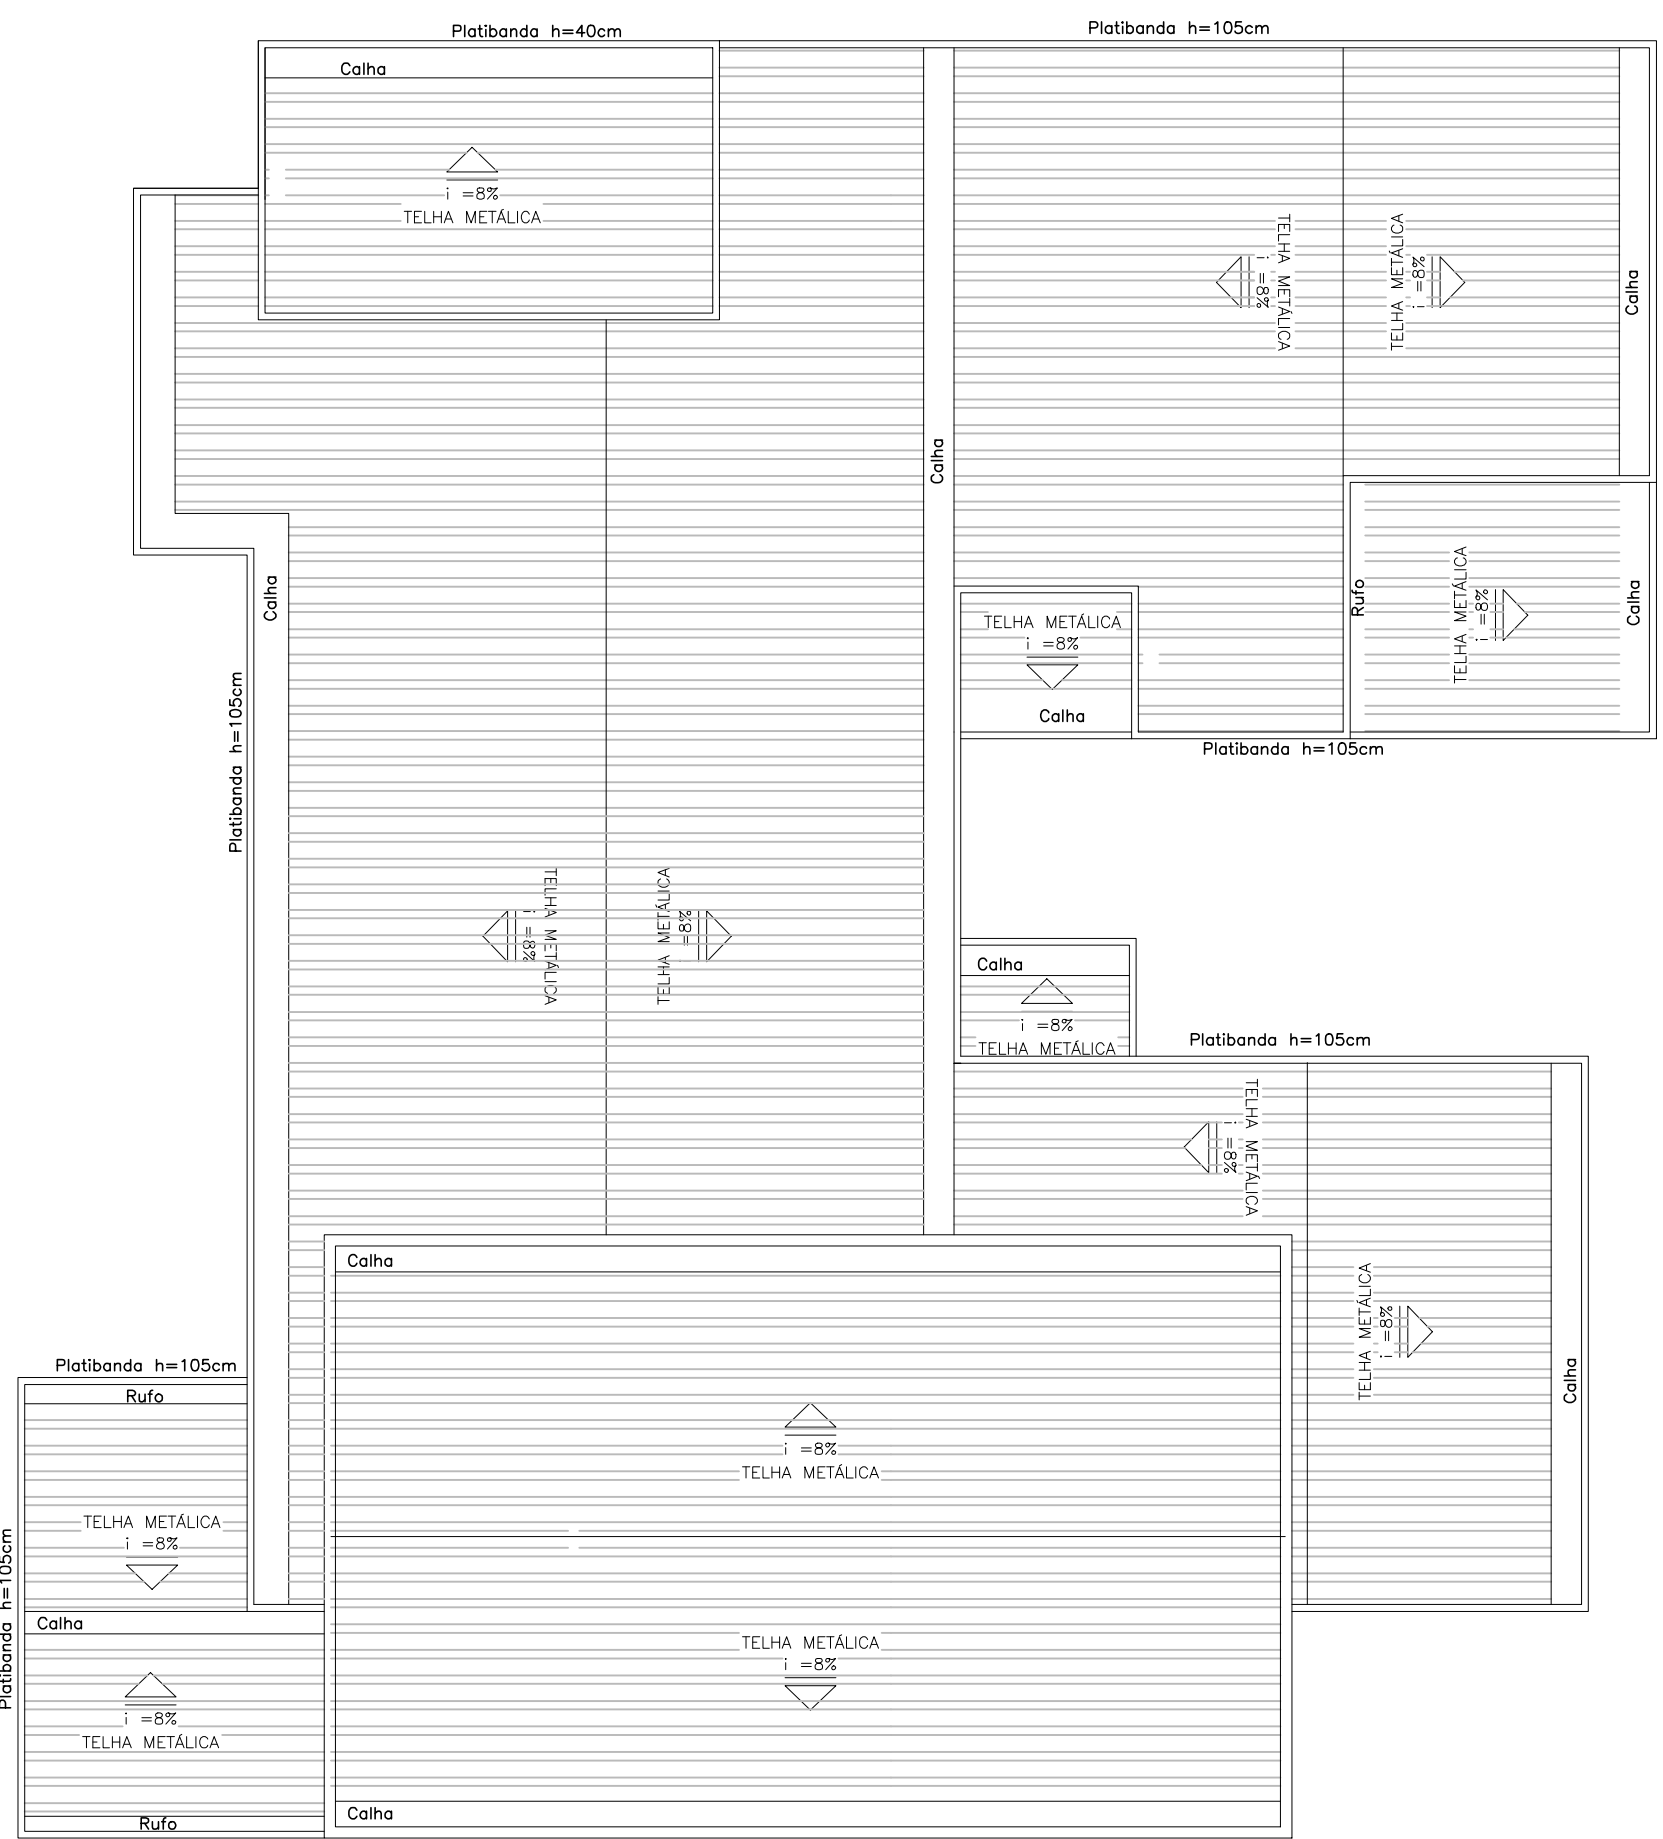 Platibanda h=40cm
Platibanda h=105cm
Calha
i =8%
TELHA METÁLICA
TELHA METÁLICA
i =8%
TELHA METÁLICA
i =8%
Calha
Calha
Calha
TELHA METÁLICA
i =8%
Calha
Rufo
TELHA METÁLICA
i =8%
Calha
Platibanda h=105cm
Platibanda h=105cm
TELHA METÁLICA
i =8%
TELHA METÁLICA
i =8%
Calha
i =8%
TELHA METÁLICA
Platibanda h=105cm
TELHA METÁLICA
i =8%
TELHA METÁLICA
i =8%
Calha
Calha
Platibanda h=105cm
Rufo
i =8%
TELHA METÁLICA
TELHA METÁLICA
i =8%
Platibanda h=105cm
Calha
TELHA METÁLICA
i =8%
i =8%
TELHA METÁLICA
Rufo
Calha